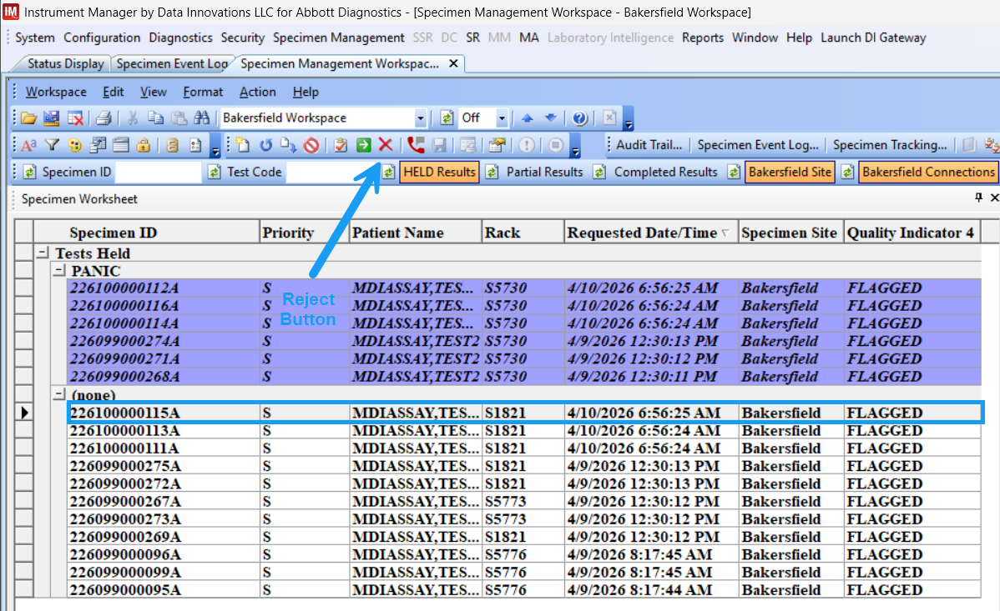 IM Instrument Manager by Data Innovations LLC for Abbott Diagnostics - [Specimen Management Workspace - Bakersfield Workspace]
System Configuration Diagnostics Security Specimen Management SSR DC SR MM MA Laboratory Intelligence Reports Window Help Launch DI Gateway
Status Display Specimen Event Log Specimen Management Workspac...
Workspace Edit View Format Action Help
Bakersfield Workspace Off
Audit Trail... Specimen Event Log... Specimen Tracking...
Specimen ID Test Code HELD Results Partial Results Completed Results Bakersfield Site Bakersfield Connections
Specimen Worksheet
Specimen ID Priority Patient Name Rack Requested Date/Time Specimen Site Quality Indicator 4
Tests Held
PANIC
226100000112A S MDIASSAY,TES... S5730 4/10/2026 6:56:25 AM Bakersfield FLAGGED
226100000116A S MDIASSAY,TES... S5730 4/10/2026 6:56:24 AM Bakersfield FLAGGED
226100000114A S MDIASSAY,TES... S5730 4/10/2026 6:56:24 AM Bakersfield FLAGGED
226099000274A S MDIASSAY,TEST2 S5730 4/9/2026 12:30:13 PM Bakersfield FLAGGED
226099000271A S MDIASSAY,TEST2 S5730 4/9/2026 12:30:12 PM Bakersfield FLAGGED
226099000268A S MDIASSAY,TEST2 S5730 4/9/2026 12:30:11 PM Bakersfield FLAGGED
Reject
Button
(none)
226100000115A S MDIASSAY,TES... S1821 4/10/2026 6:56:25 AM Bakersfield FLAGGED
226100000113A S MDIASSAY,TES... S1821 4/10/2026 6:56:24 AM Bakersfield FLAGGED
226100000111A S MDIASSAY,TES... S1821 4/10/2026 6:56:24 AM Bakersfield FLAGGED
226099000275A S MDIASSAY,TES... S1821 4/9/2026 12:30:13 PM Bakersfield FLAGGED
226099000272A S MDIASSAY,TES... S1821 4/9/2026 12:30:13 PM Bakersfield FLAGGED
226099000267A S MDIASSAY,TES... S5773 4/9/2026 12:30:12 PM Bakersfield FLAGGED
226099000273A S MDIASSAY,TES... S5773 4/9/2026 12:30:12 PM Bakersfield FLAGGED
226099000269A S MDIASSAY,TES... S1821 4/9/2026 12:30:12 PM Bakersfield FLAGGED
226099000096A S MDIASSAY,TES... S5776 4/9/2026 8:17:45 AM Bakersfield FLAGGED
226099000099A S MDIASSAY,TES... S5776 4/9/2026 8:17:45 AM Bakersfield FLAGGED
226099000095A S MDIASSAY,TES... S5776 4/9/2026 8:17:44 AM Bakersfield FLAGGED